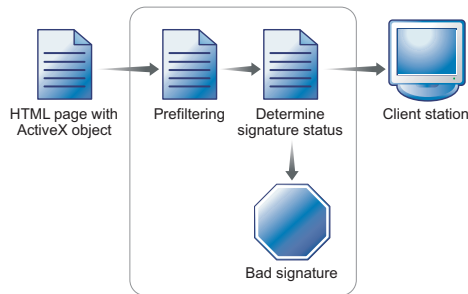 HTML page with
ActiveX object
Prefiltering
Determine
signature status
Client station
Bad signature